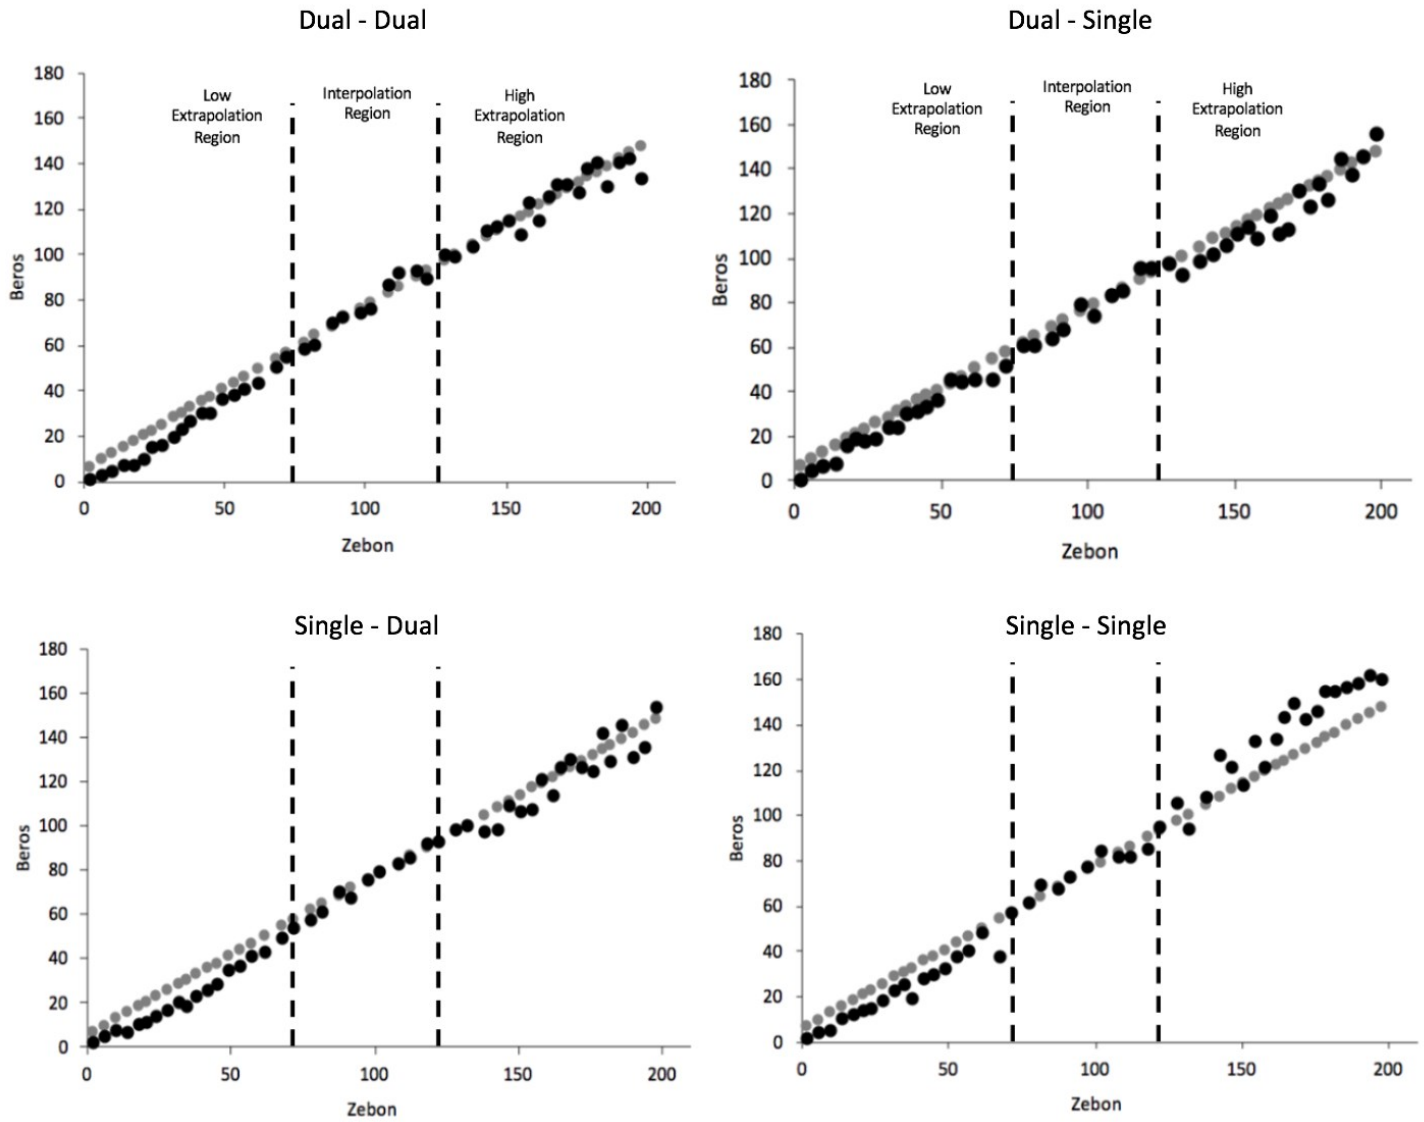 Dual - Dual
180
160
140
120
100
80
60
40
20
0
Beros
Low
Extrapolation
Region
Interpolation
Region
High
Extrapolation
Region
0 50 100 150 200
Zebon
Dual - Single
180
160
140
120
100
80
60
40
20
0
Beros
Low
Extrapolation
Region
Interpolation
Region
High
Extrapolation
Region
0 50 100 150 200
Zebon
Single - Dual
180
160
140
120
100
80
60
40
20
0
Beros
0 50 100 150 200
Zebon
Single - Single
180
160
140
120
100
80
60
40
20
0
Beros
0 50 100 150 200
Zebon